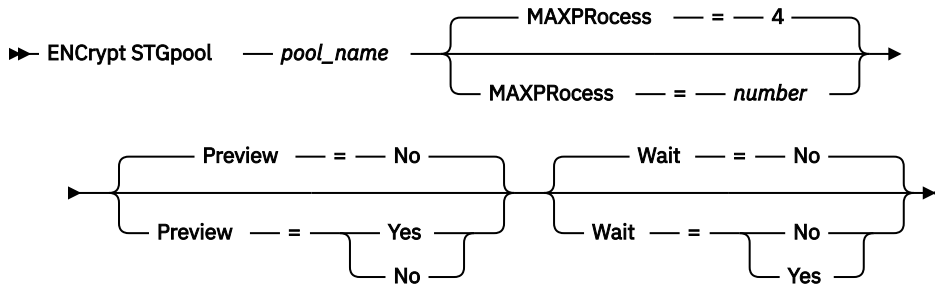 MAXPRocess = 4
ENCrypt STGpool pool_name
MAXPRocess = number
Preview = No Wait = No
Preview = Yes Wait = No
No Yes